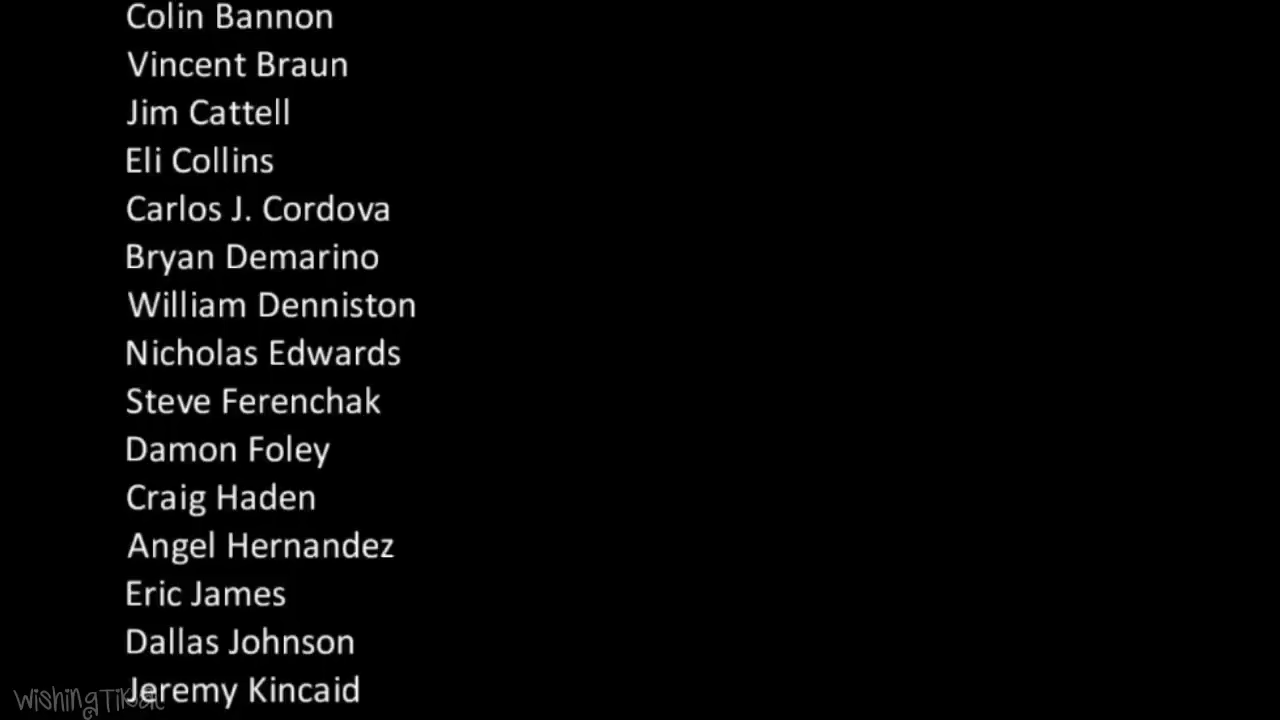 Colin Bannon
Vincent Braun
Jim Cattell
Eli Collins
Carlos J. Cordova
Bryan Demarino
William Denniston
Nicholas Edwards
Steve Ferenchak
Damon Foley
Craig Haden
Angel Hernandez
Eric James
Dallas Johnson
Jeremy Kincaid
WishingTikal